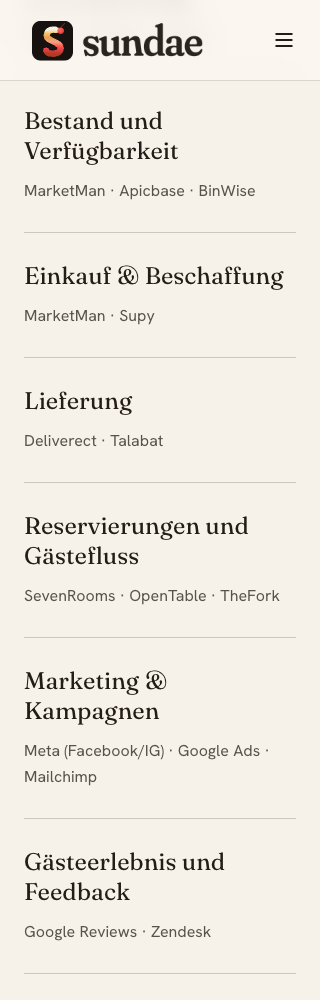 S sundae
Bestand und
Verfügbarkeit
MarketMan · Apicbase · BinWise
Einkauf & Beschaffung
MarketMan · Supy
Lieferung
Deliverect · Talabat
Reservierungen und
Gästefluss
SevenRooms · OpenTable · TheFork
Marketing &
Kampagnen
Meta (Facebook/IG) · Google Ads ·
Mailchimp
Gästeerlebnis und
Feedback
Google Reviews · Zendesk